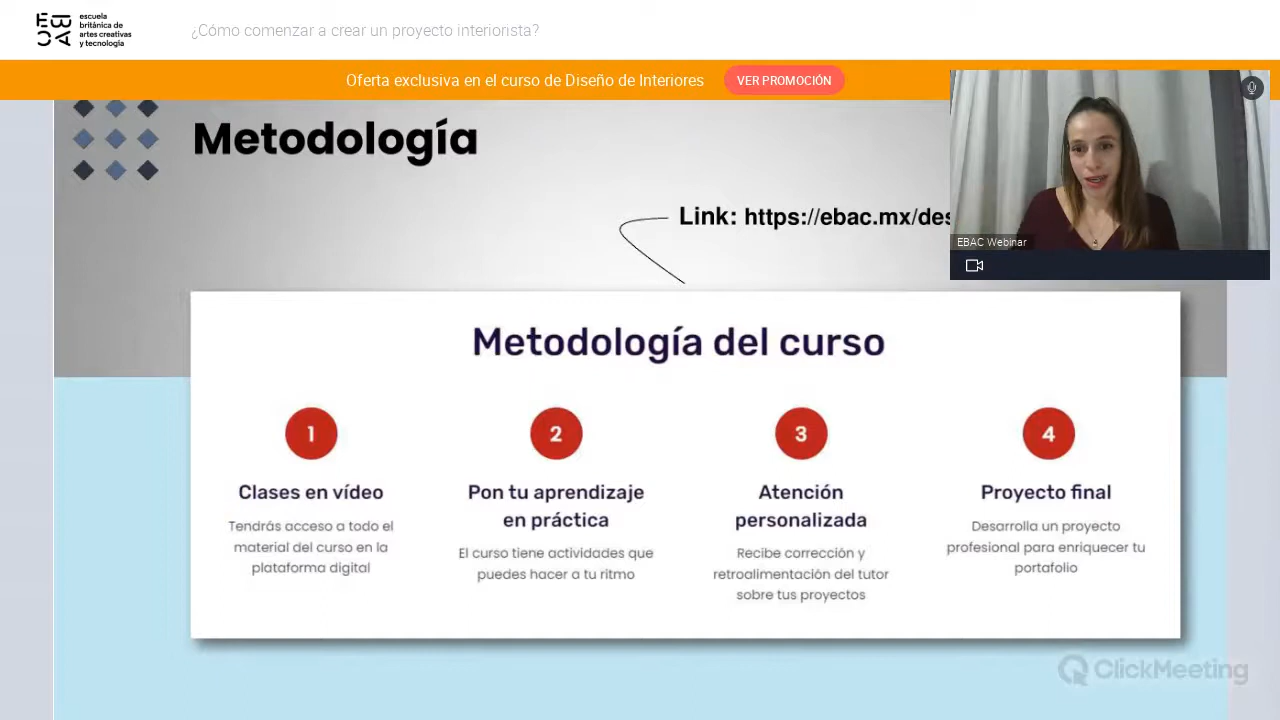 escuela
británica de
artes creativas
y tecnología
EBAC
¿Cómo comenzar a crear un proyecto interiorista?
Oferta exclusiva en el curso de Diseño de Interiores
VER PROMOCIÓN
Metodología
Link: https://ebac.mx/des
EBAC Webinar
Metodología del curso
1
2
3
4
Clases en vídeo
Tendrás acceso a todo el
material del curso en la
plataforma digital
Pon tu aprendizaje
en práctica
El curso tiene actividades que
puedes hacer a tu ritmo
Atención
personalizada
Recibe corrección y
retroalimentación del tutor
sobre tus proyectos
Proyecto final
Desarrolla un proyecto
profesional para enriquecer tu
portafolio
ClickMeeting